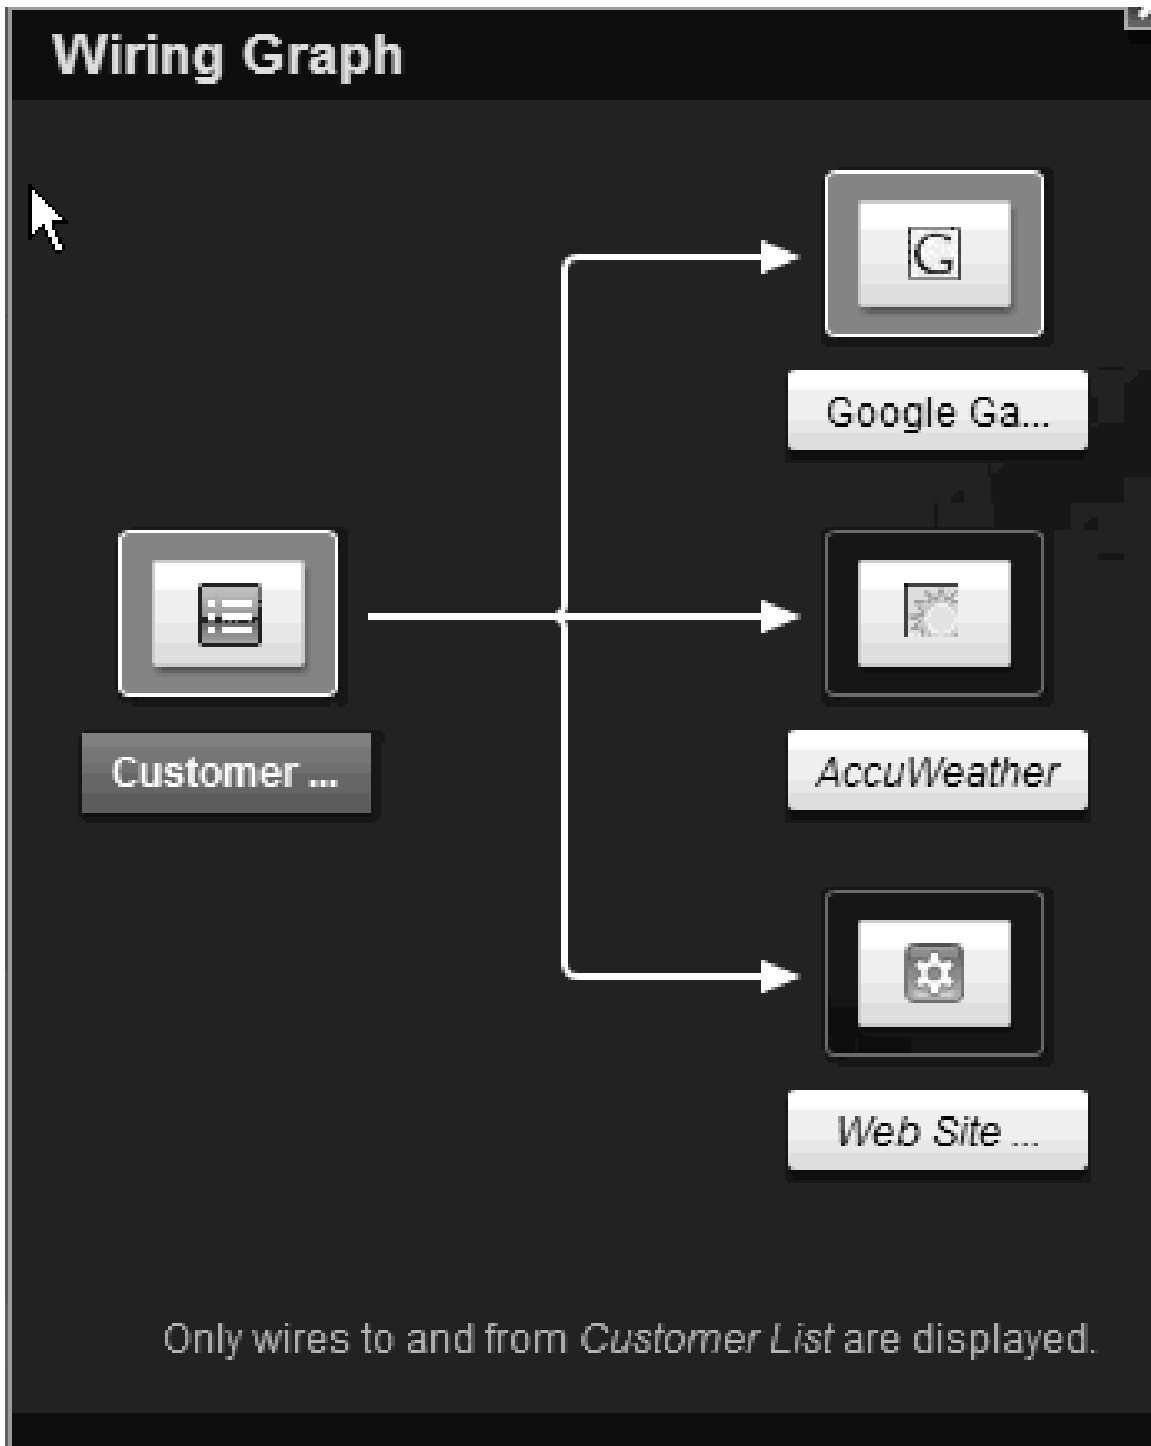 Wiring Graph
G
Google Ga...
Customer ...
AccuWeather
Web Site ...
Only wires to and from Customer List are displayed.